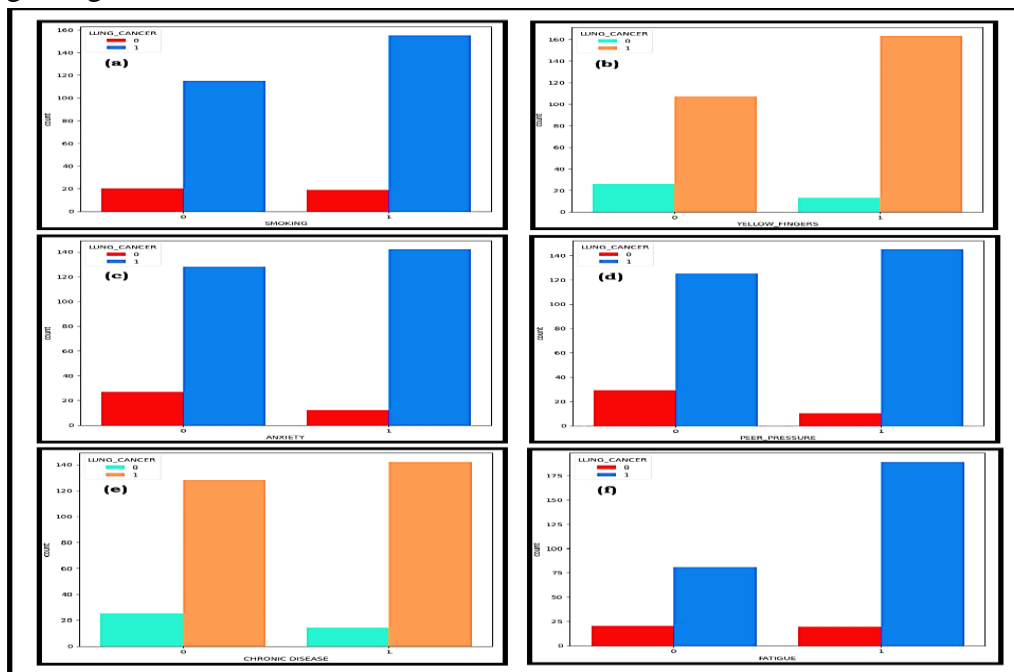 LUNG_CANCER
0
1
(a)
160
140
120
100
80
60
40
20
0
count
0 1
SMOKING
LUNG_CANCER
0
1
(b)
160
140
120
100
80
60
40
20
0
count
0 1
YELLOW_FINGERS
LUNG_CANCER
0
1
(c)
140
120
100
80
60
40
20
0
count
0 1
ANXIETY
LUNG_CANCER
0
1
(d)
140
120
100
80
60
40
20
0
count
0 1
PEER_PRESSURE
LUNG_CANCER
0
1
(e)
140
120
100
80
60
40
20
0
count
0 1
CHRONIC DISEASE
LUNG_CANCER
0
1
(f)
175
150
125
100
75
50
25
0
count
0 1
FATIGUE